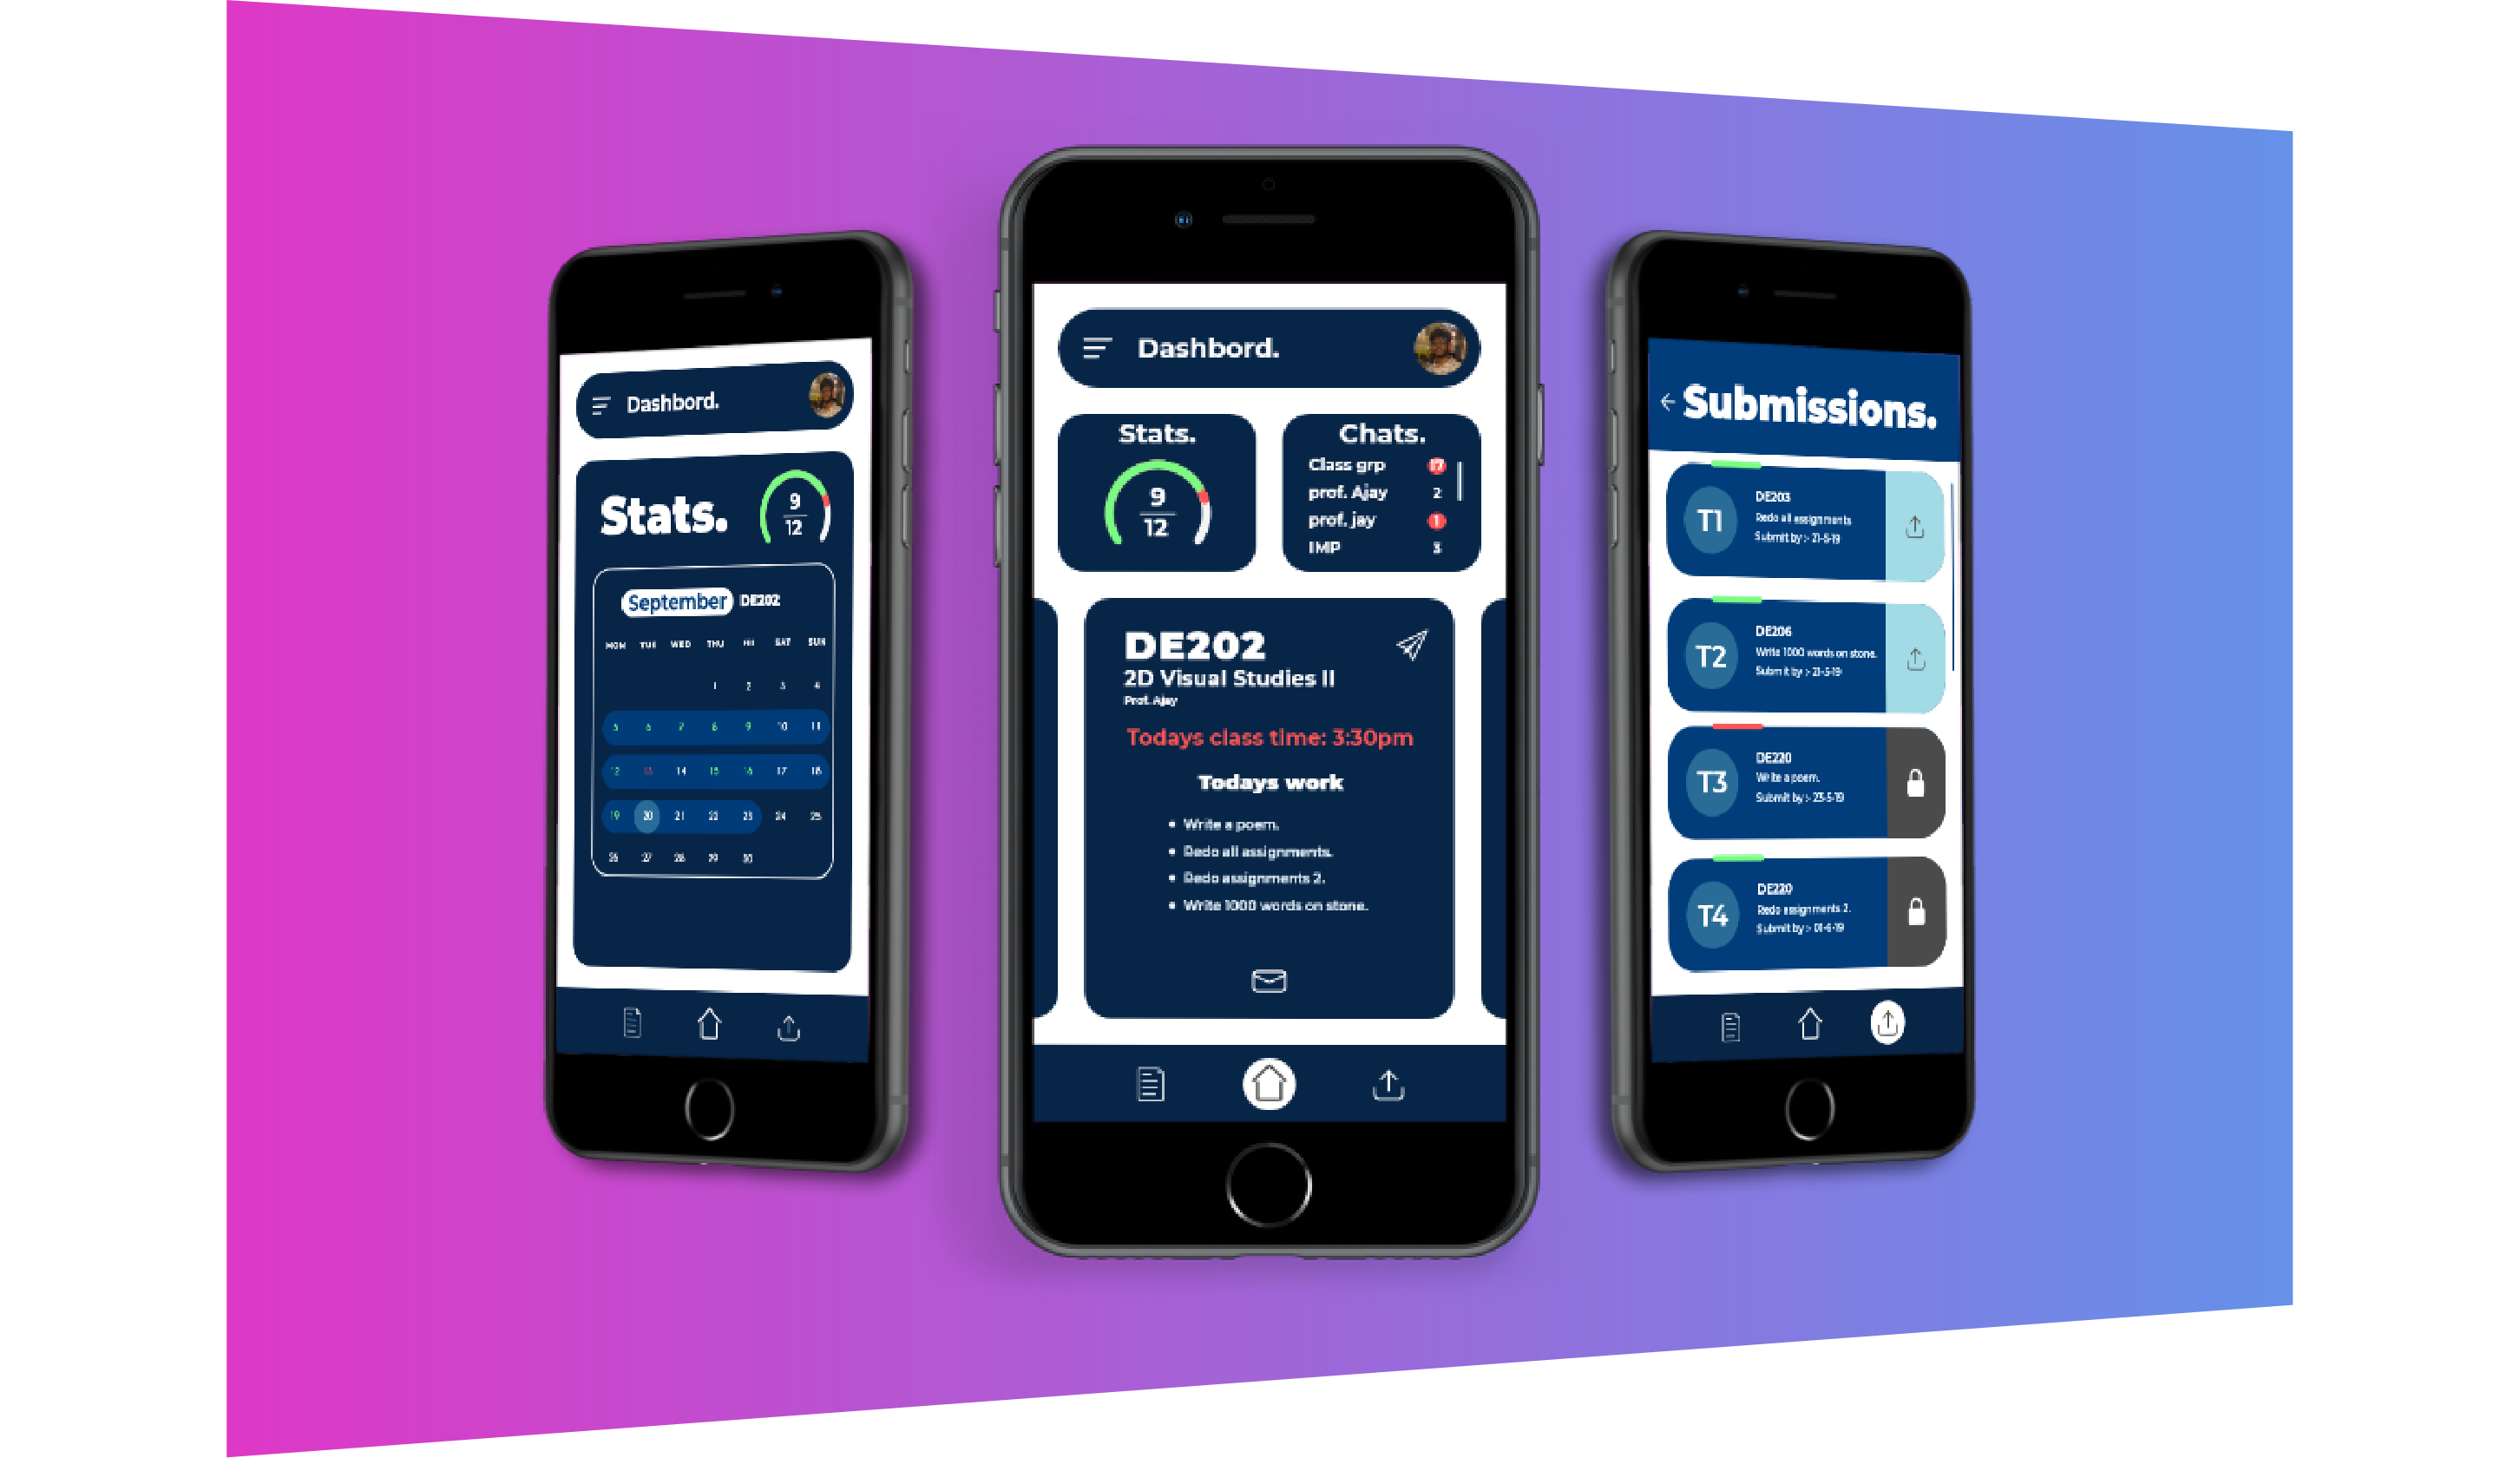 Dashbord.
Stats.
9
12
September DE202
MON TUE WED THU FRI SAT SUN
1 2 3 4
5 6 7 8 9 10 11
12 13 14 15 16 17 18
19 20 21 22 23 24 25
26 27 28 29 30
Dashbord.
Stats.
9
12
Chats.
Class grp 17
prof. Ajay 2
prof. jay 1
IMP 3
DE202
2D Visual Studies II
Prof. Ajay
Todays class time: 3:30pm
Todays work
• Write a poem.
• Redo all assignments.
• Redo assignments 2.
• Write 1000 words on stone.
Submissions.
T1
DE203
Redo all assignments
Submit by :- 21-5-19
T2
DE206
Write 1000 words on stone.
Submit by :- 21-5-19
T3
DE220
Write a poem.
Submit by :- 23-5-19
T4
DE220
Redo assignments 2.
Submit by :- 01-6-19